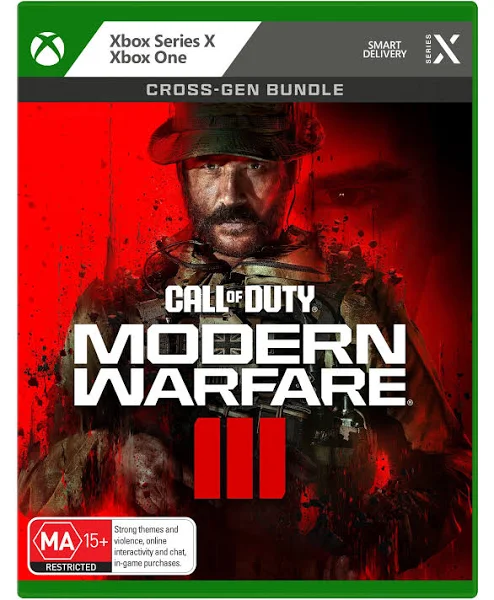 Xbox Series X
Xbox One
SMART
DELIVERY
SERIES
X
CROSS-GEN BUNDLE
CALL OF DUTY®
MODERN
WARFARE®
III
MA 15+
RESTRICTED
Strong themes and
violence, online
interactivity and chat,
in-game purchases.